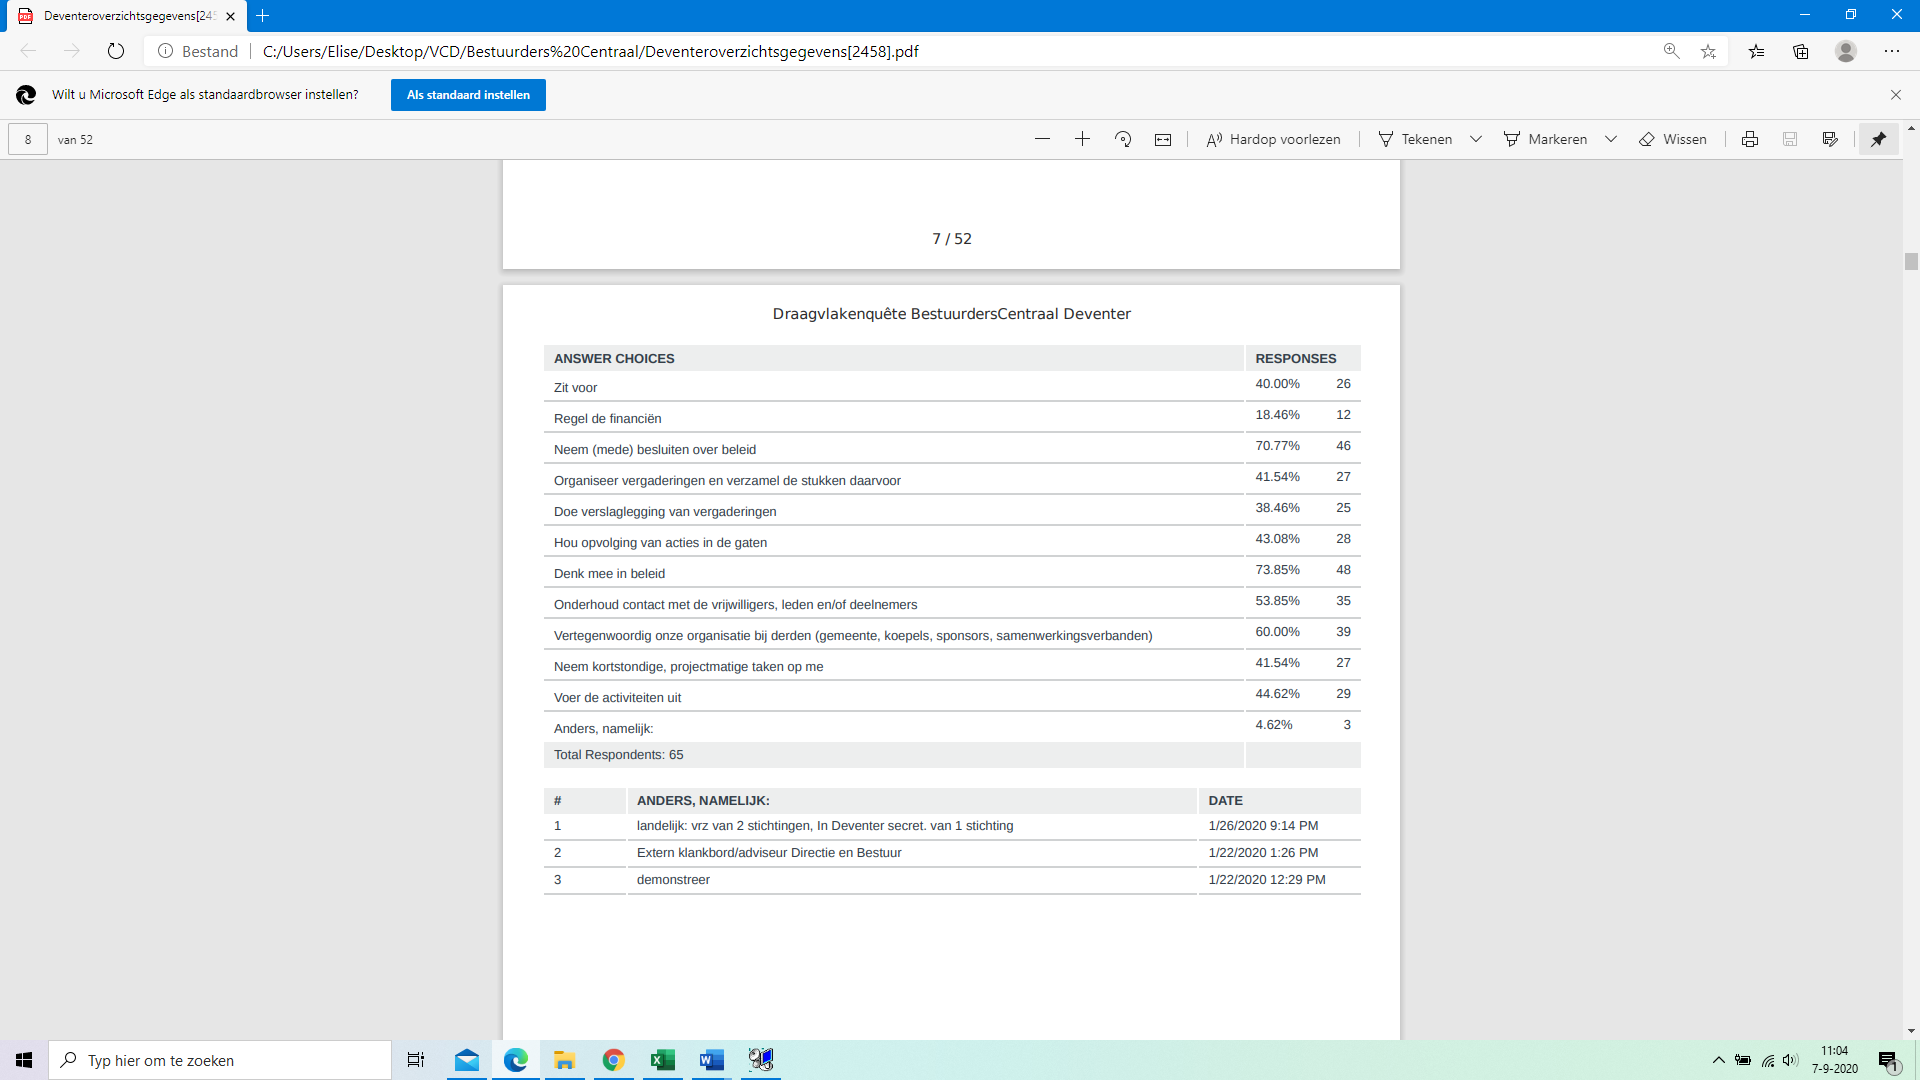 Deventeroverzichtsgegevens[245
Bestand
C:/Users/Elise/Desktop/VCD/Bestuurders%20Centraal/Deventeroverzichtsgegevens[2458].pdf
Wilt u Microsoft Edge als standaardbrowser instellen?
Als standaard instellen
8 van 52
Hardop voorlezen
Tekenen
Markeren
Wissen
7 / 52
Draagvlakenquête BestuurdersCentraal Deventer
ANSWER CHOICES RESPONSES
Zit voor 40.00% 26
Regel de financiën 18.46% 12
Neem (mede) besluiten over beleid 70.77% 46
Organiseer vergaderingen en verzamel de stukken daarvoor 41.54% 27
Doe verslaglegging van vergaderingen 38.46% 25
Hou opvolging van acties in de gaten 43.08% 28
Denk mee in beleid 73.85% 48
Onderhoud contact met de vrijwilligers, leden en/of deelnemers 53.85% 35
Vertegenwoordig onze organisatie bij derden (gemeente, koepels, sponsors, samenwerkingsverbanden) 60.00% 39
Neem kortstondige, projectmatige taken op me 41.54% 27
Voer de activiteiten uit 44.62% 29
Anders, namelijk: 4.62% 3
Total Respondents: 65
# ANDERS, NAMELIJK: DATE
1 landelijk: vrz van 2 stichtingen, In Deventer secret. van 1 stichting 1/26/2020 9:14 PM
2 Extern klankbord/adviseur Directie en Bestuur 1/22/2020 1:26 PM
3 demonstreer 1/22/2020 12:29 PM
Typ hier om te zoeken
11:04
7-9-2020
1